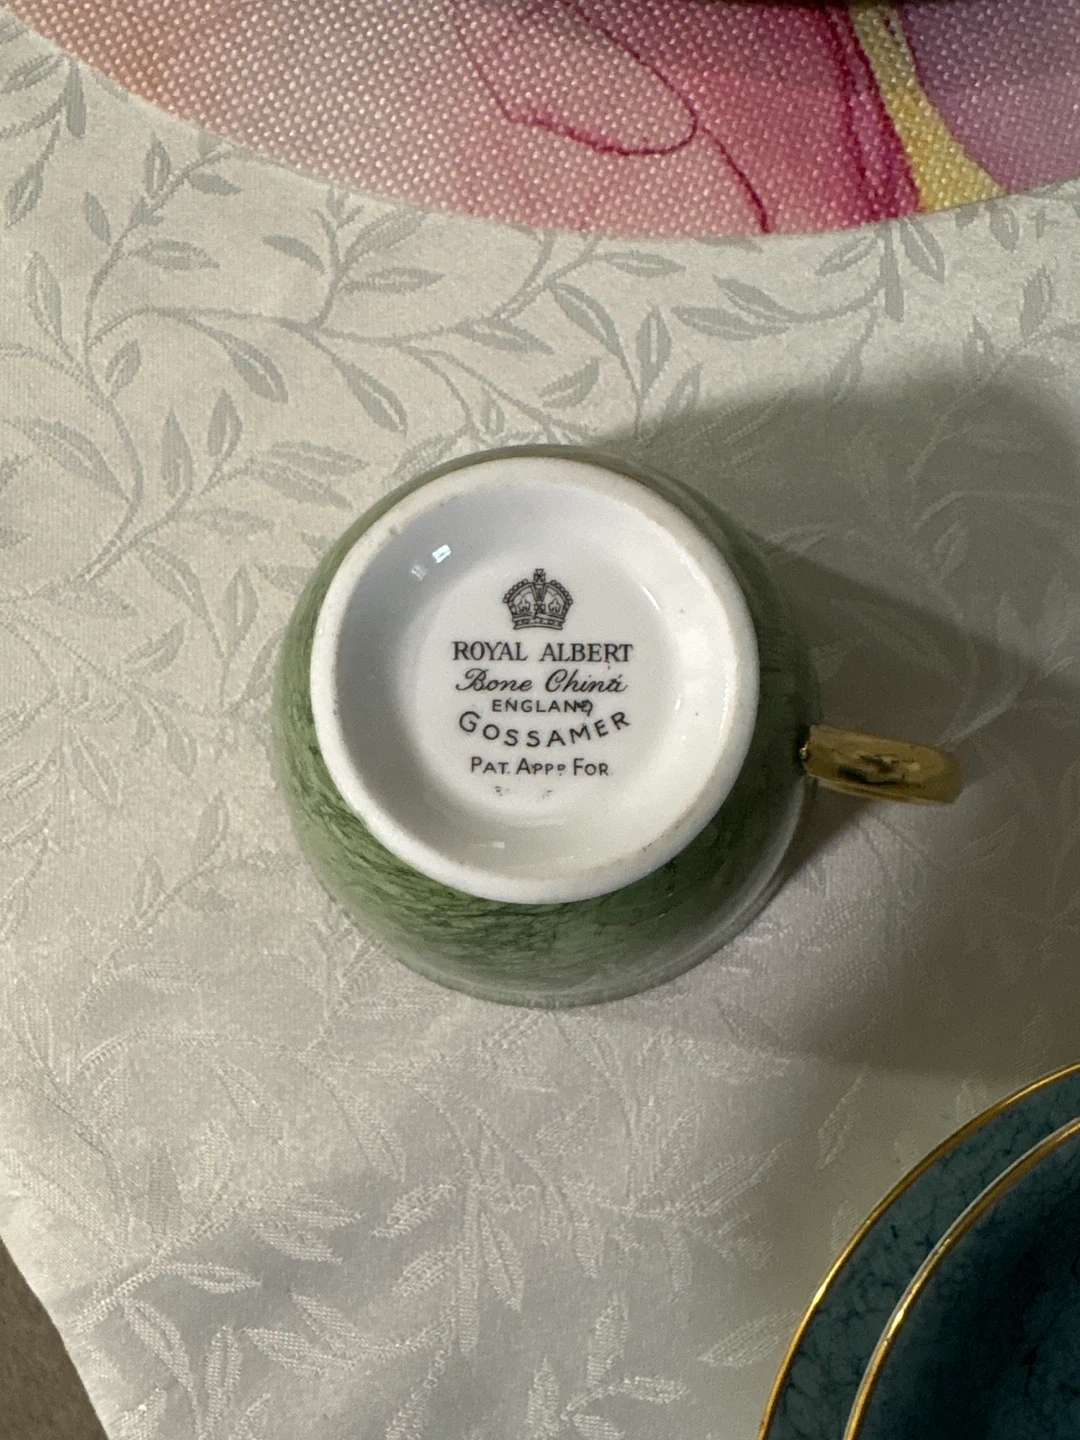 ROYAL ALBERT
Bone China
ENGLAND
GOSSAMER
PAT. APPD FOR